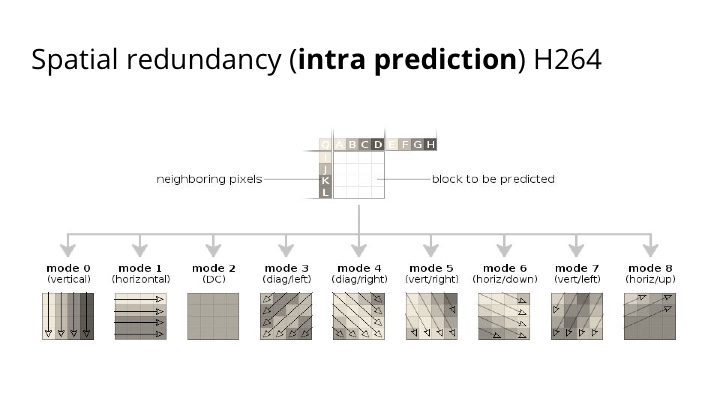 Spatial redundancy (intra prediction) H264
Q A B C D E F G H
I
J
K
L
neighboring pixels
block to be predicted
mode 0 mode 1 mode 2 mode 3 mode 4 mode 5 mode 6 mode 7 mode 8
(vertical) (horizontal) (DC) (diag/left) (diag/right) (vert/right) (horiz/down) (vert/left) (horiz/up)